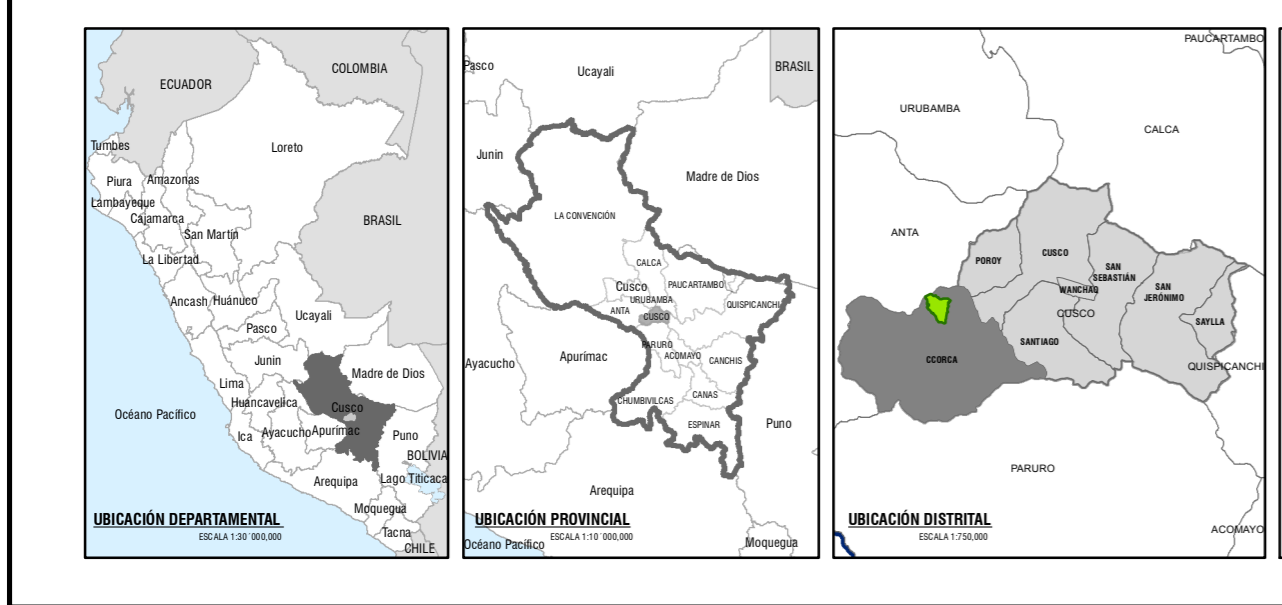 COLOMBIA
ECUADOR
Tumbes
Loreto
Piura
Amazonas
Lambayeque
Cajamarca
San Martín
BRASIL
La Libertad
Ancash
Huánuco
Ucayali
Pasco
Junin
Lima
Madre de Dios
Huancavelica
Cusco
Océano Pacífico
Ica
Ayacucho
Apurímac
Puno
BOLIVIA
Arequipa
Lago Titicaca
Moquegua
Tacna
CHILE
UBICACIÓN DEPARTAMENTAL
ESCALA 1:30´000,000
Pasco
Ucayali
BRASIL
Junin
Madre de Dios
LA CONVENCIÓN
CALCA
Cusco
PAUCARTAMBO
URUBAMBA
QUISPICANCHI
ANTA
CUSCO
PARURO
ACOMAYO
CANCHIS
Ayacucho
Apurímac
CHUMBIVILCAS
CANAS
ESPINAR
Puno
Arequipa
UBICACIÓN PROVINCIAL
ESCALA 1:10´000,000
Océano Pacífico
Moquegua
PAUCARTAMBO
URUBAMBA
CALCA
ANTA
POROY
CUSCO
SAN
SEBASTIÁN
WANCHAQ
SAN
JERÓNIMO
CUSCO
SAYLLA
SANTIAGO
CCORCA
QUISPICANCHI
PARURO
UBICACIÓN DISTRITAL
ESCALA 1:750,000
ACOMAYO